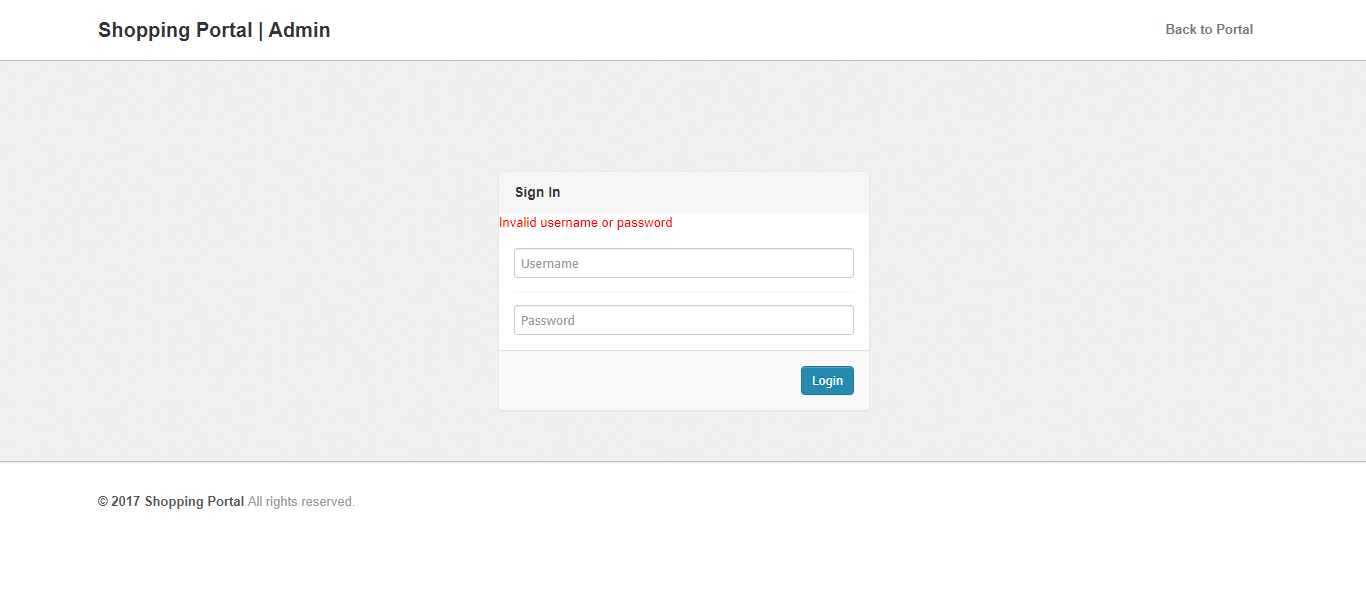 Shopping Portal | Admin
Back to Portal
Sign In
Invalid username or password
Username
Password
Login
© 2017 Shopping Portal All rights reserved.